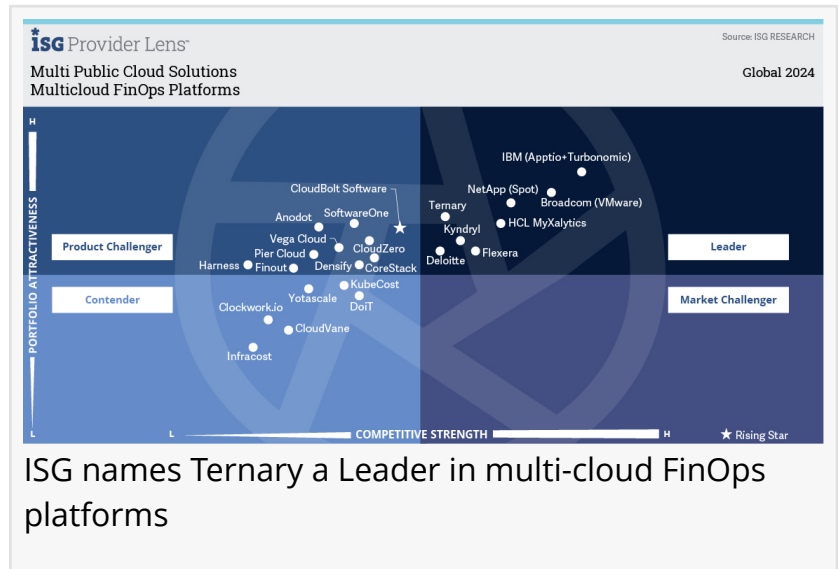 ISG Provider Lens™
Source: ISG RESEARCH
Multi Public Cloud Solutions
Multicloud FinOps Platforms
Global 2024
H
PORTFOLIO ATTRACTIVENESS
L
Product Challenger
Leader
Contender
Market Challenger
IBM (Apptio+Turbonomic)
NetApp (Spot)
Broadcom (VMware)
CloudBolt Software
Ternary
HCL MyXalytics
Anodot
SoftwareOne
Kyndryl
Vega Cloud
CloudZero
Deloitte
Flexera
Pier Cloud
Harness
Finout
Densify
CoreStack
KubeCost
Yotascale
DoiT
Clockwork.io
CloudVane
Infracost
L
COMPETITIVE STRENGTH
H
★ Rising Star
ISG names Ternary a Leader in multi-cloud FinOps
platforms